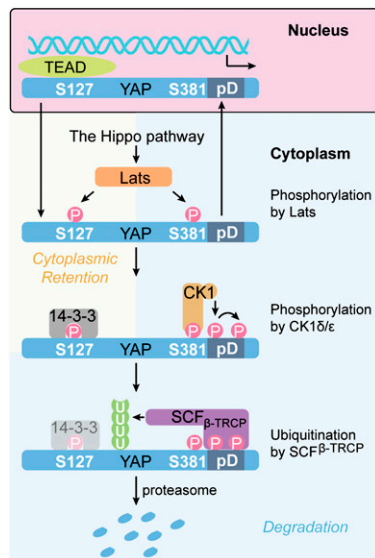 Nucleus
TEAD
S127 YAP S381 pD
The Hippo pathway
Cytoplasm
Lats
Phosphorylation
by Lats
P P
S127 YAP S381 pD
Cytoplasmic
Retention
CK1
14-3-3
P P P P
Phosphorylation
by CK1δ/ε
S127 YAP S381 pD
U
U
U
U
SCF β-TRCP
14-3-3
P P P P
Ubiquitination
by SCFβ-TRCP
S127 YAP S381 pD
proteasome
Degradation